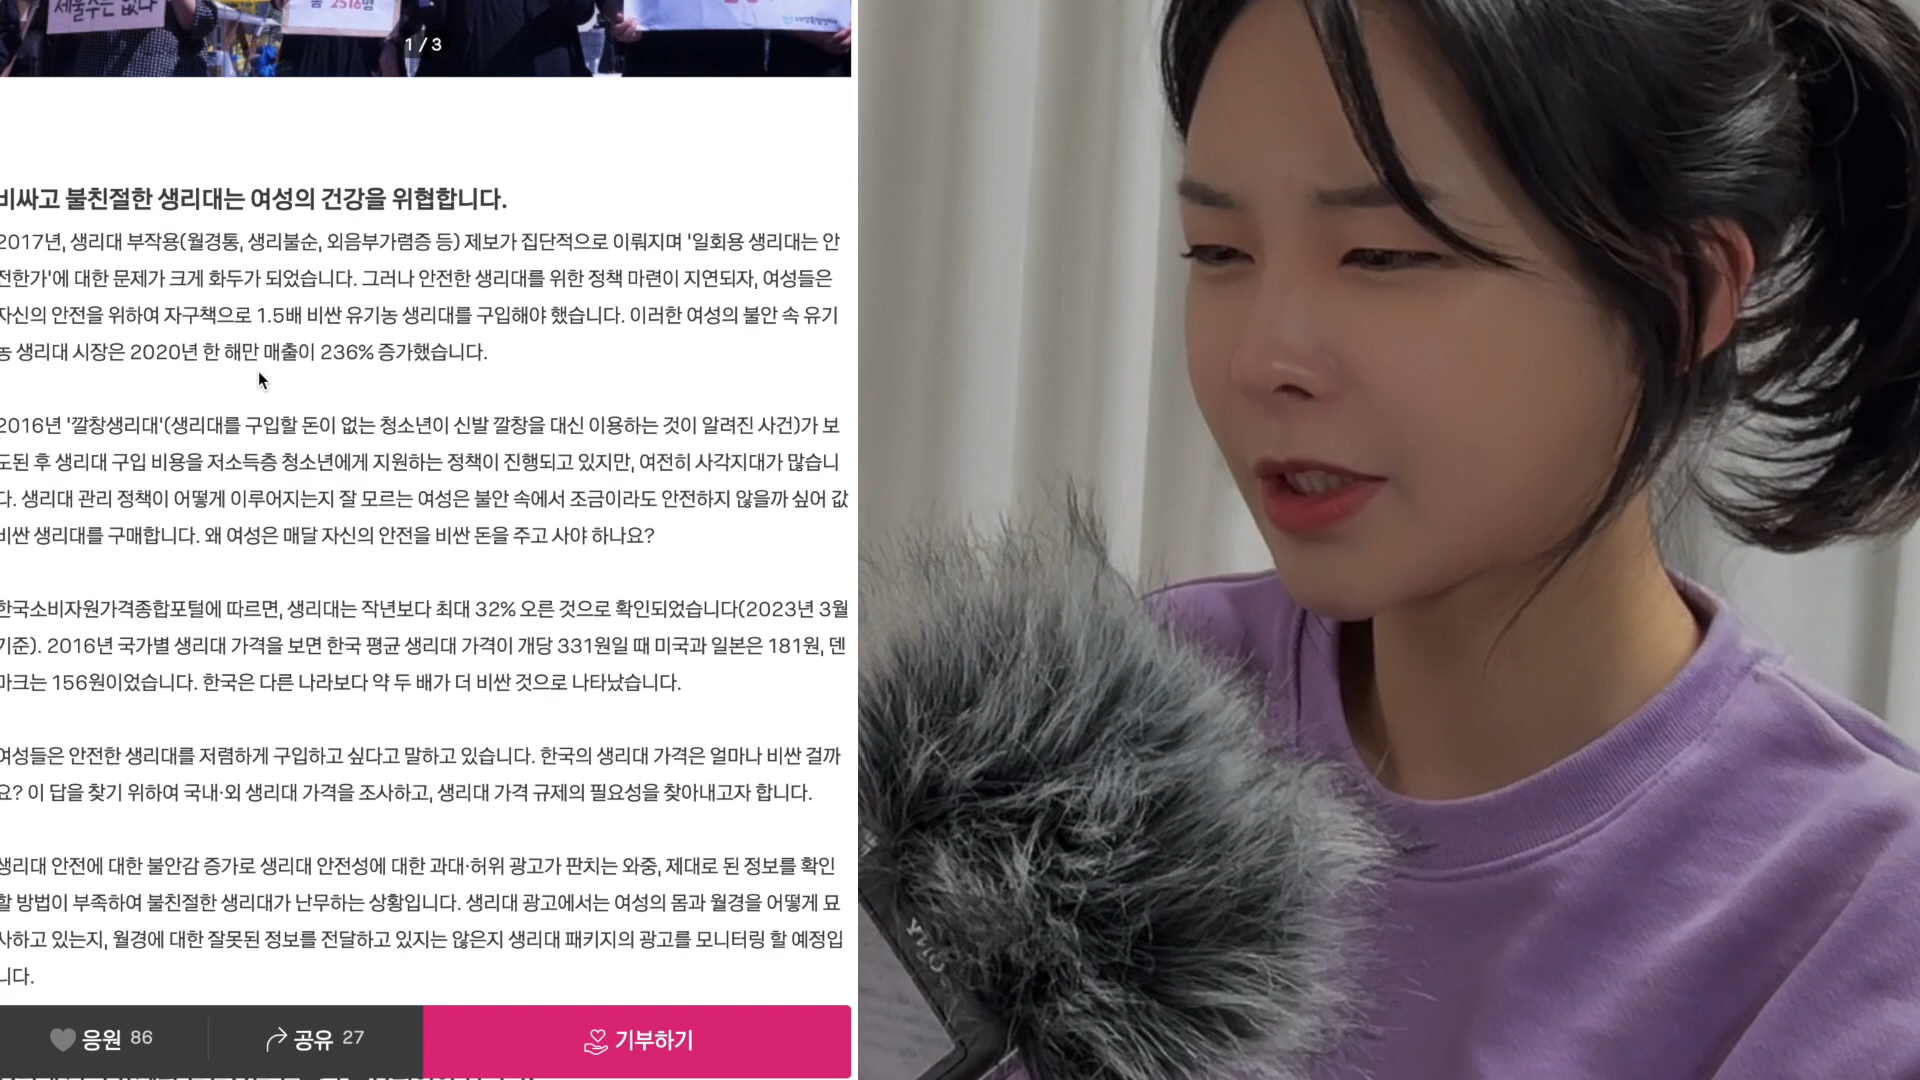 세울수는 없다
몸 2516명
1 / 3
비싸고 불친절한 생리대는 여성의 건강을 위협합니다.
2017년, 생리대 부작용(월경통, 생리불순, 외음부가렴증 등) 제보가 집단적으로 이뤄지며 '일회용 생리대는 안
전한가'에 대한 문제가 크게 화두가 되었습니다. 그러나 안전한 생리대를 위한 정책 마련이 지연되자, 여성들은
자신의 안전을 위하여 자구책으로 1.5배 비싼 유기농 생리대를 구입해야 했습니다. 이러한 여성의 불안 속 유기
농 생리대 시장은 2020년 한 해만 매출이 236% 증가했습니다.
2016년 '깔창생리대'(생리대를 구입할 돈이 없는 청소년이 신발 깔창을 대신 이용하는 것이 알려진 사건)가 보
도된 후 생리대 구입 비용을 저소득층 청소년에게 지원하는 정책이 진행되고 있지만, 여전히 사각지대가 많습니
다. 생리대 관리 정책이 어떻게 이루어지는지 잘 모르는 여성은 불안 속에서 조금이라도 안전하지 않을까 싶어 값
비싼 생리대를 구매합니다. 왜 여성은 매달 자신의 안전을 비싼 돈을 주고 사야 하나요?
한국소비자원가격종합포털에 따르면, 생리대는 작년보다 최대 32% 오른 것으로 확인되었습니다(2023년 3월
기준). 2016년 국가별 생리대 가격을 보면 한국 평균 생리대 가격이 개당 331원일 때 미국과 일본은 181원, 덴
마크는 156원이었습니다. 한국은 다른 나라보다 약 두 배가 더 비싼 것으로 나타났습니다.
여성들은 안전한 생리대를 저렴하게 구입하고 싶다고 말하고 있습니다. 한국의 생리대 가격은 얼마나 비싼 걸까
요? 이 답을 찾기 위하여 국내·외 생리대 가격을 조사하고, 생리대 가격 규제의 필요성을 찾아내고자 합니다.
생리대 안전에 대한 불안감 증가로 생리대 안전성에 대한 과대·허위 광고가 판치는 와중, 제대로 된 정보를 확인
할 방법이 부족하여 불친절한 생리대가 난무하는 상황입니다. 생리대 광고에서는 여성의 몸과 월경을 어떻게 묘
사하고 있는지, 월경에 대한 잘못된 정보를 전달하고 있지는 않은지 생리대 패키지의 광고를 모니터링 할 예정입
니다.
응원 86
공유 27
기부하기